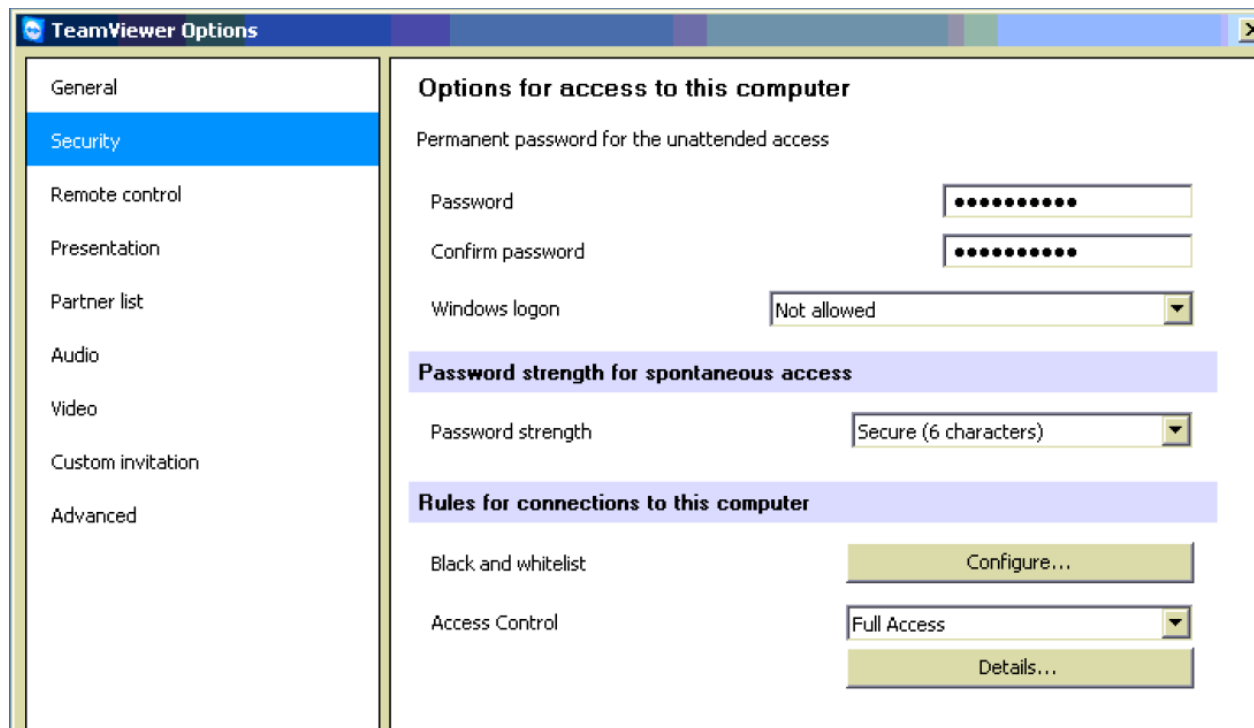 TeamViewer Options
General
Security
Remote control
Presentation
Partner list
Audio
Video
Custom invitation
Advanced
Options for access to this computer
Permanent password for the unattended access
Password ●●●●●●●●●●
Confirm password ●●●●●●●●●●
Windows logon Not allowed
Password strength for spontaneous access
Password strength Secure (6 characters)
Rules for connections to this computer
Black and whitelist Configure...
Access Control Full Access
Details...